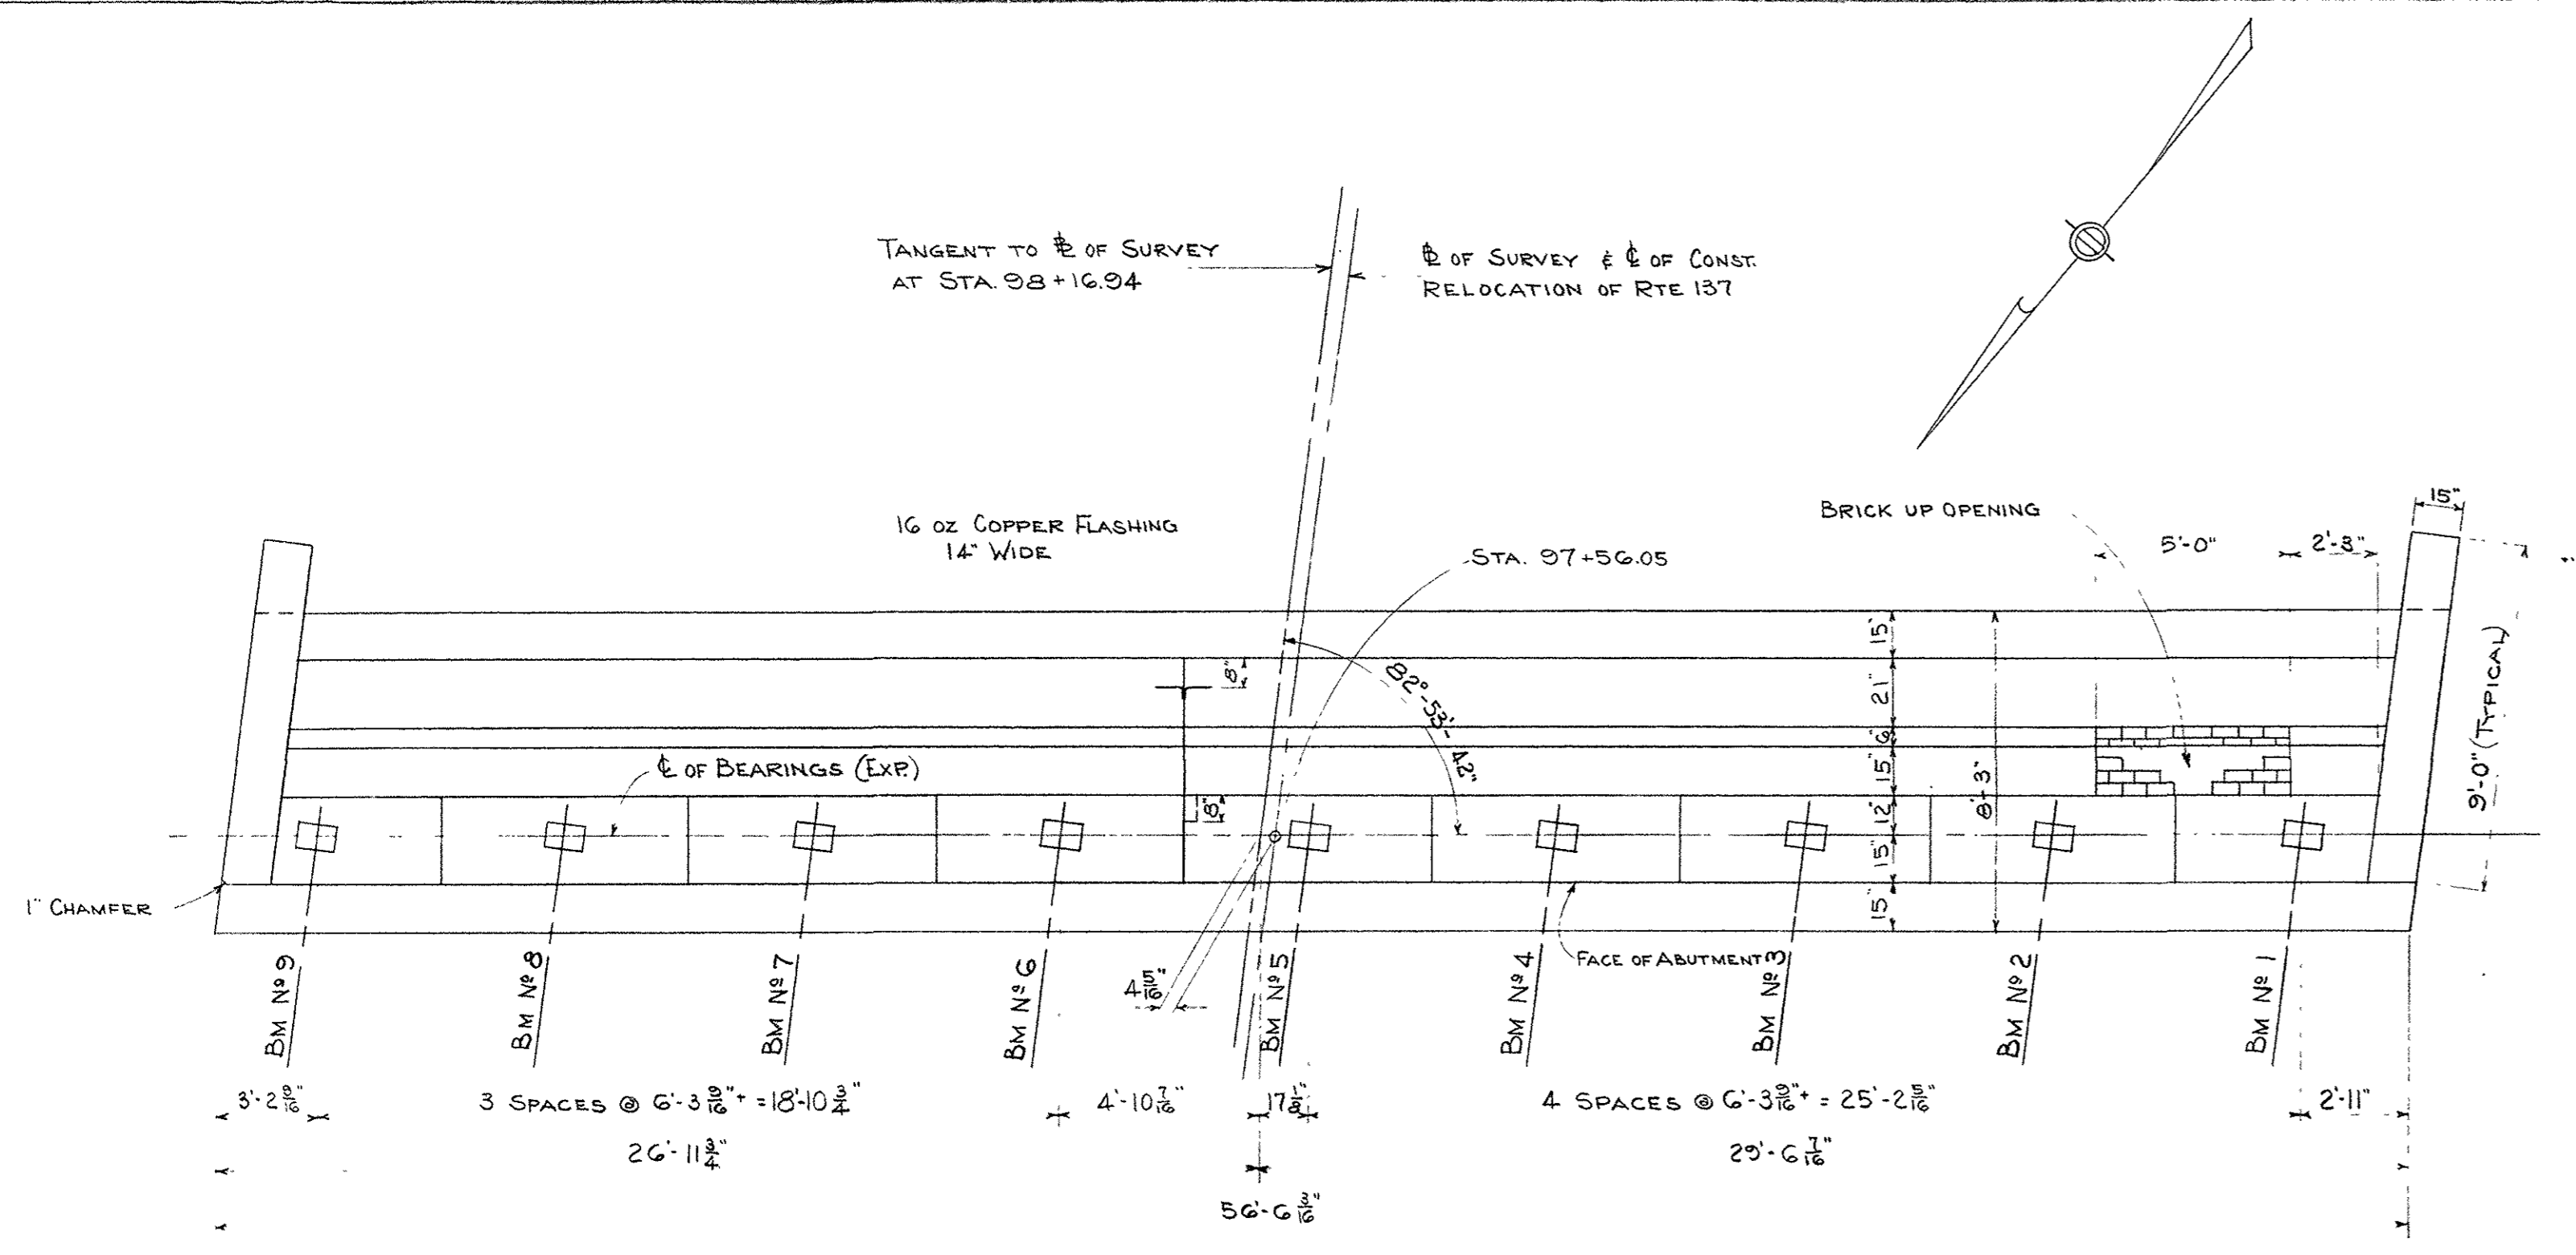 TANGENT TO ⅊ OF SURVEY
AT STA. 98+16.94
⅊ OF SURVEY & ℄ OF CONST.
RELOCATION OF RTE 137
16 OZ COPPER FLASHING
14" WIDE
STA. 97+56.05
BRICK UP OPENING
15"
5'-0"
2'-3"
15"
21"
6"
15"
12"
15"
15"
8'-3"
9'-0" (TYPICAL)
8"
82°-53'-42"
8"
℄ OF BEARINGS (EXP.)
1" CHAMFER
FACE OF ABUTMENT
4 15/16"
BM Nº 9
BM Nº 8
BM Nº 7
BM Nº 6
BM Nº 5
BM Nº 4
BM Nº 3
BM Nº 2
BM Nº 1
3'-2 9/16"
3 SPACES @ 6'-3 9/16"+ = 18'-10 3/4"
4'-10 7/16"
17 1/8"
4 SPACES @ 6'-3 9/16"+ = 25'-2 5/16"
2'-11"
26'-11 3/4"
29'-6 7/16"
56'-6 3/16"